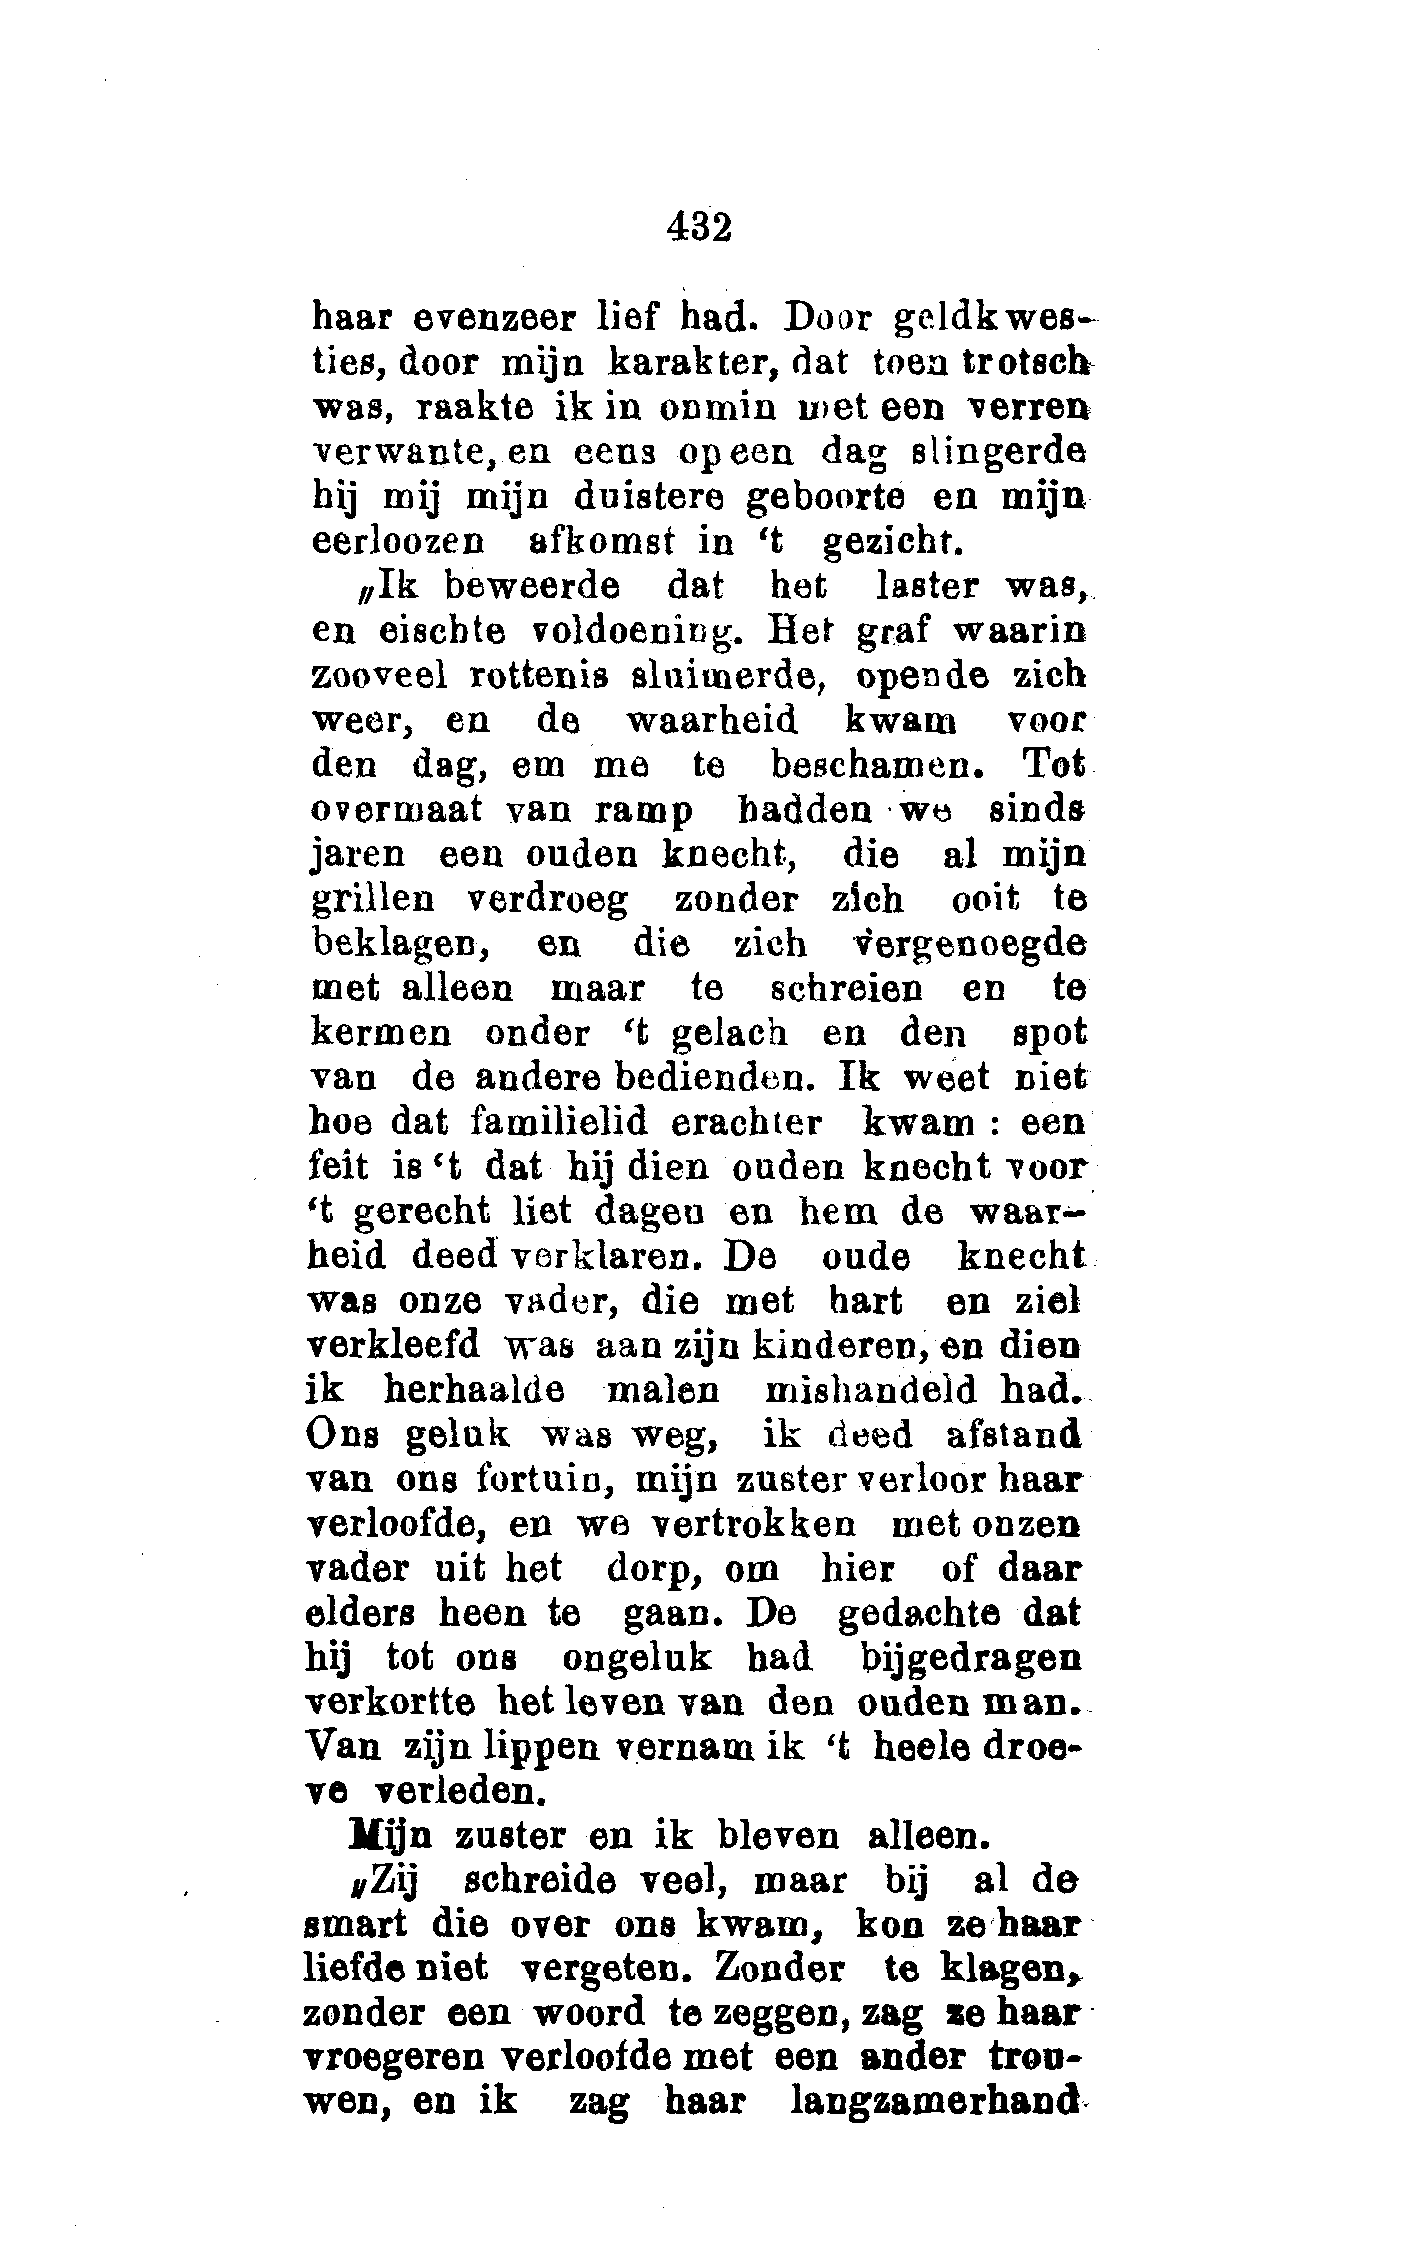 432
haar evenzeer lief had. Door geldkwes-
ties, door mijn karakter, dat toen trotsch
was, raakte ik in onmin met een verren
verwante, en eens op een dag slingerde
hij mij mijn duistere geboorte en mijn
eerloozen afkomst in ‘t gezicht.
„Ik beweerde dat het laster was,
en eischte voldoening. Het graf waarin
zooveel rottenis sluimerde, opende zich
weer, en de waarheid kwam voor
den dag, em me te beschamen. Tot
overmaat van ramp hadden we sinds
jaren een ouden knecht, die al mijn
grillen verdroeg zonder zich ooit te
beklagen, en die zich vergenoegde
met alleen maar te schreien en te
kermen onder ‘t gelach en den spot
van de andere bedienden. Ik weet niet
hoe dat familielid erachter kwam : een
feit is ‘t dat hij dien ouden knecht voor
‘t gerecht liet dagen en hem de waar-
heid deed verklaren. De oude knecht
was onze vader, die met hart en ziel
verkleefd was aan zijn kinderen, en dien
ik herhaalde malen mishandeld had.
Ons geluk was weg, ik deed afstand
van ons fortuin, mijn zuster verloor haar
verloofde, en we vertrokken met onzen
vader uit het dorp, om hier of daar
elders heen te gaan. De gedachte dat
hij tot ons ongeluk had bijgedragen
verkortte het leven van den ouden man.
Van zijn lippen vernam ik ‘t heele droe-
ve verleden.
Mijn zuster en ik bleven alleen.
„Zij schreide veel, maar bij al de
smart die over ons kwam, kon ze haar
liefde niet vergeten. Zonder te klagen,
zonder een woord te zeggen, zag ze haar
vroegeren verloofde met een ander trou-
wen, en ik zag haar langzamerhand